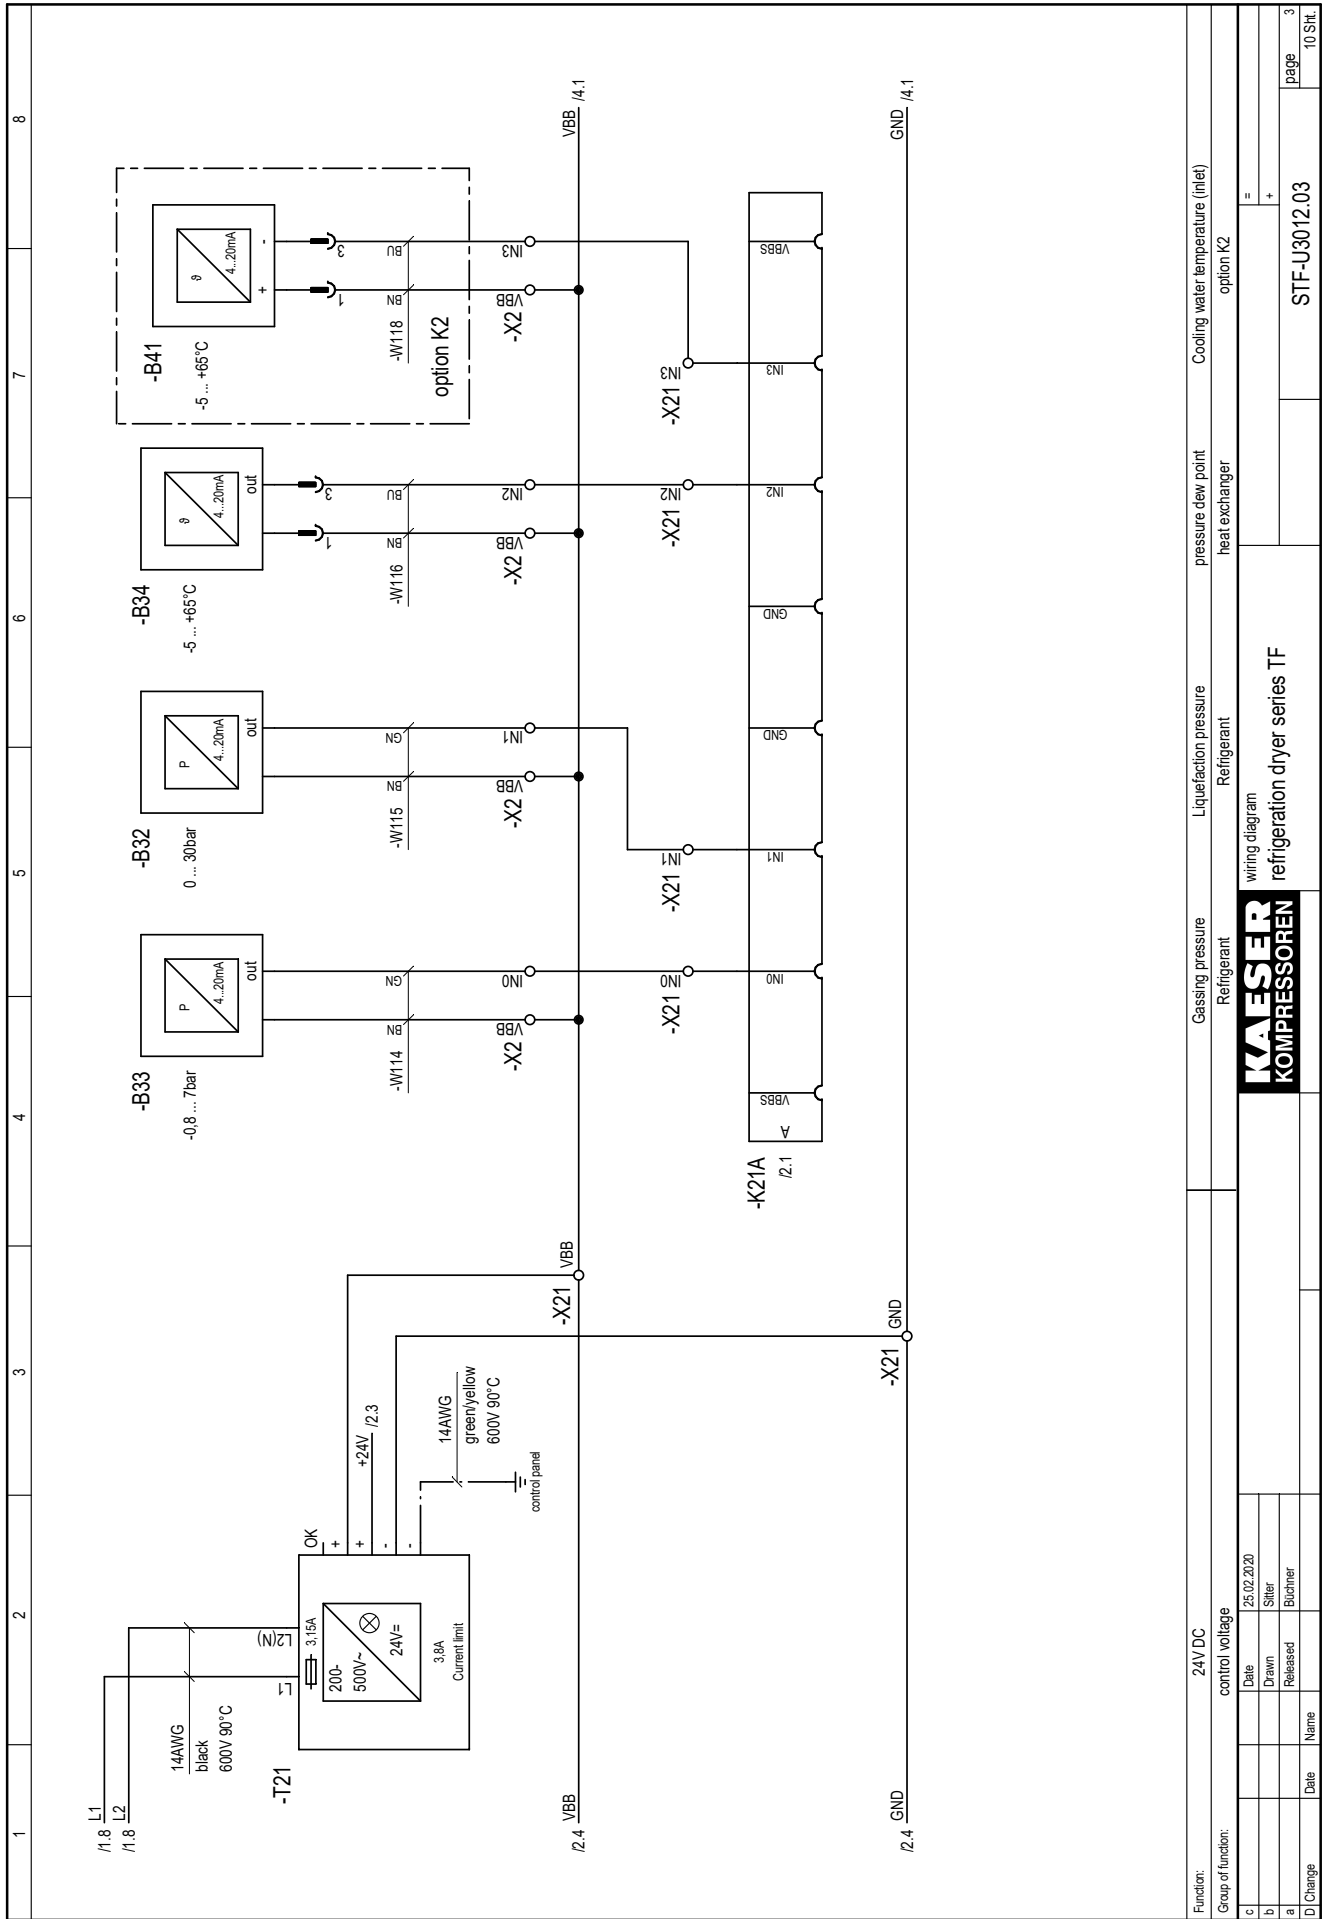 1 2 3 4 5 6 7 8
/1.8 L1
/1.8 L2
14AWG
black
600V 90°C
-T21
L1
L2(N)
3,15A
200-
500V~
24V=
3,8A
Current limit
OK
+
+
-
-
+24V /2.3
14AWG
green/yellow
600V 90°C
control panel
-X21 VBB
-X21 GND
/2.4 VBB
VBB /4.1
/2.4 GND
GND /4.1
-B33
-0,8 ... 7bar
P
4...20mA
out
-W114
BN
GN
-X2
VBB
IN0
-X21
IN0
-B32
0 ... 30bar
P
4...20mA
out
-W115
BN
GN
-X2
VBB
IN1
-X21
IN1
-B34
-5 ... +65°C
ϑ
4...20mA
out
1
3
-W116
BN
BU
-X2
VBB
IN2
-X21
IN2
-B41
-5 ... +65°C
ϑ
4...20mA
+
-
1
3
-W118
BN
BU
option K2
-X2
VBB
IN3
-X21
IN3
-K21A
/2.1
A
VBBS
IN0
IN1
GND
GND
IN2
IN3
VBBS
Function: 24V DC Gassing pressure Liquefaction pressure pressure dew point Cooling water temperature (inlet)
Group of function: control voltage Refrigerant Refrigerant heat exchanger option K2
c Date 25.02.2020
b Drawn Sitter
a Released Büchner
D Change Date Name
KAESER
KOMPRESSOREN
wiring diagram
refrigeration dryer series TF
=
+
STF-U3012.03
page 3
10 Sht.